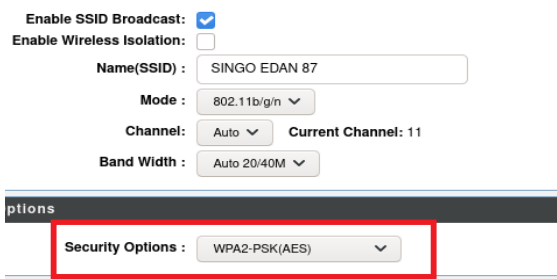 Enable SSID Broadcast:
Enable Wireless Isolation:
Name(SSID) : SINGO EDAN 87
Mode : 802.11b/g/n
Channel: Auto Current Channel: 11
Band Width : Auto 20/40M
ptions
Security Options : WPA2-PSK(AES)